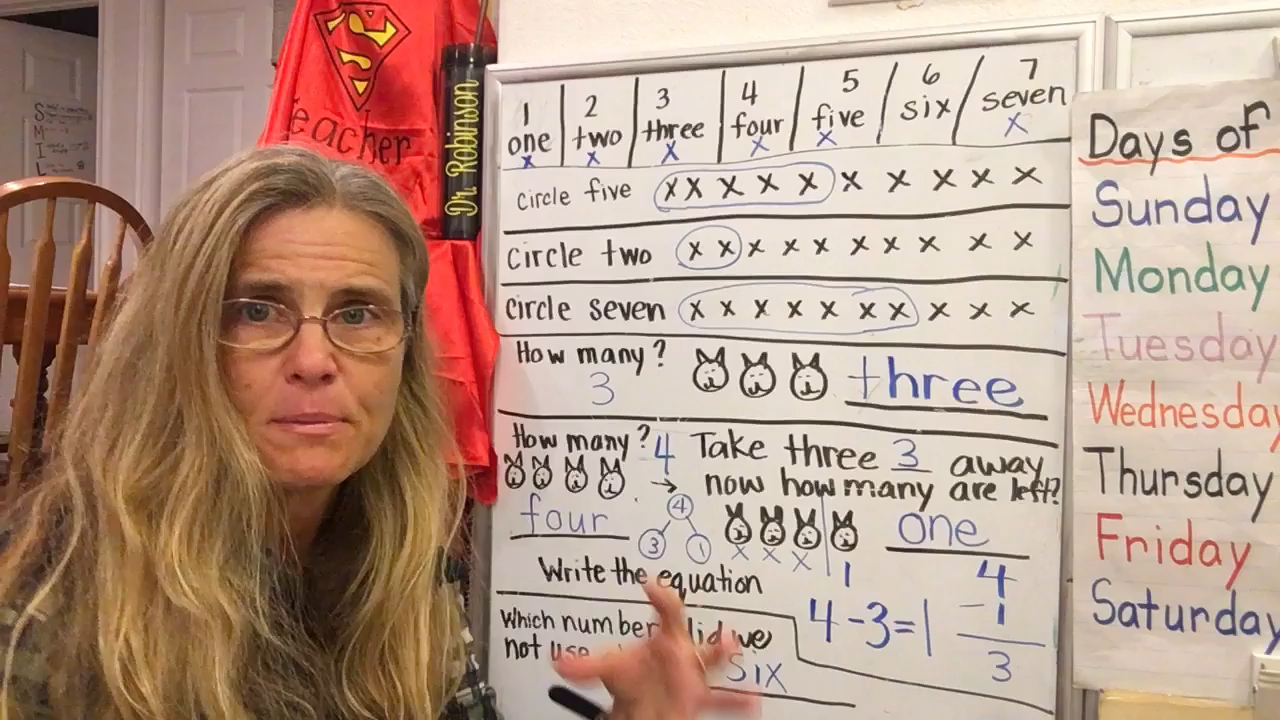 Teacher
Dr. Robinson
S
M
I
L
1 2 3 4 5 6 7
one two three four five six seven
x x x x x x
circle five x x x x x x x x x x
circle two x x x x x x x x x x
circle seven x x x x x x x x x x
How many? three
3
How many? 4 Take three 3 away
→ now how many are left?
four 4 one
3 1 x x x
Write the equation 1 4
4-3=1 -1
3
Which number did we
not use
six
Days of
Sunday
Monday
Tuesday
Wednesday
Thursday
Friday
Saturday